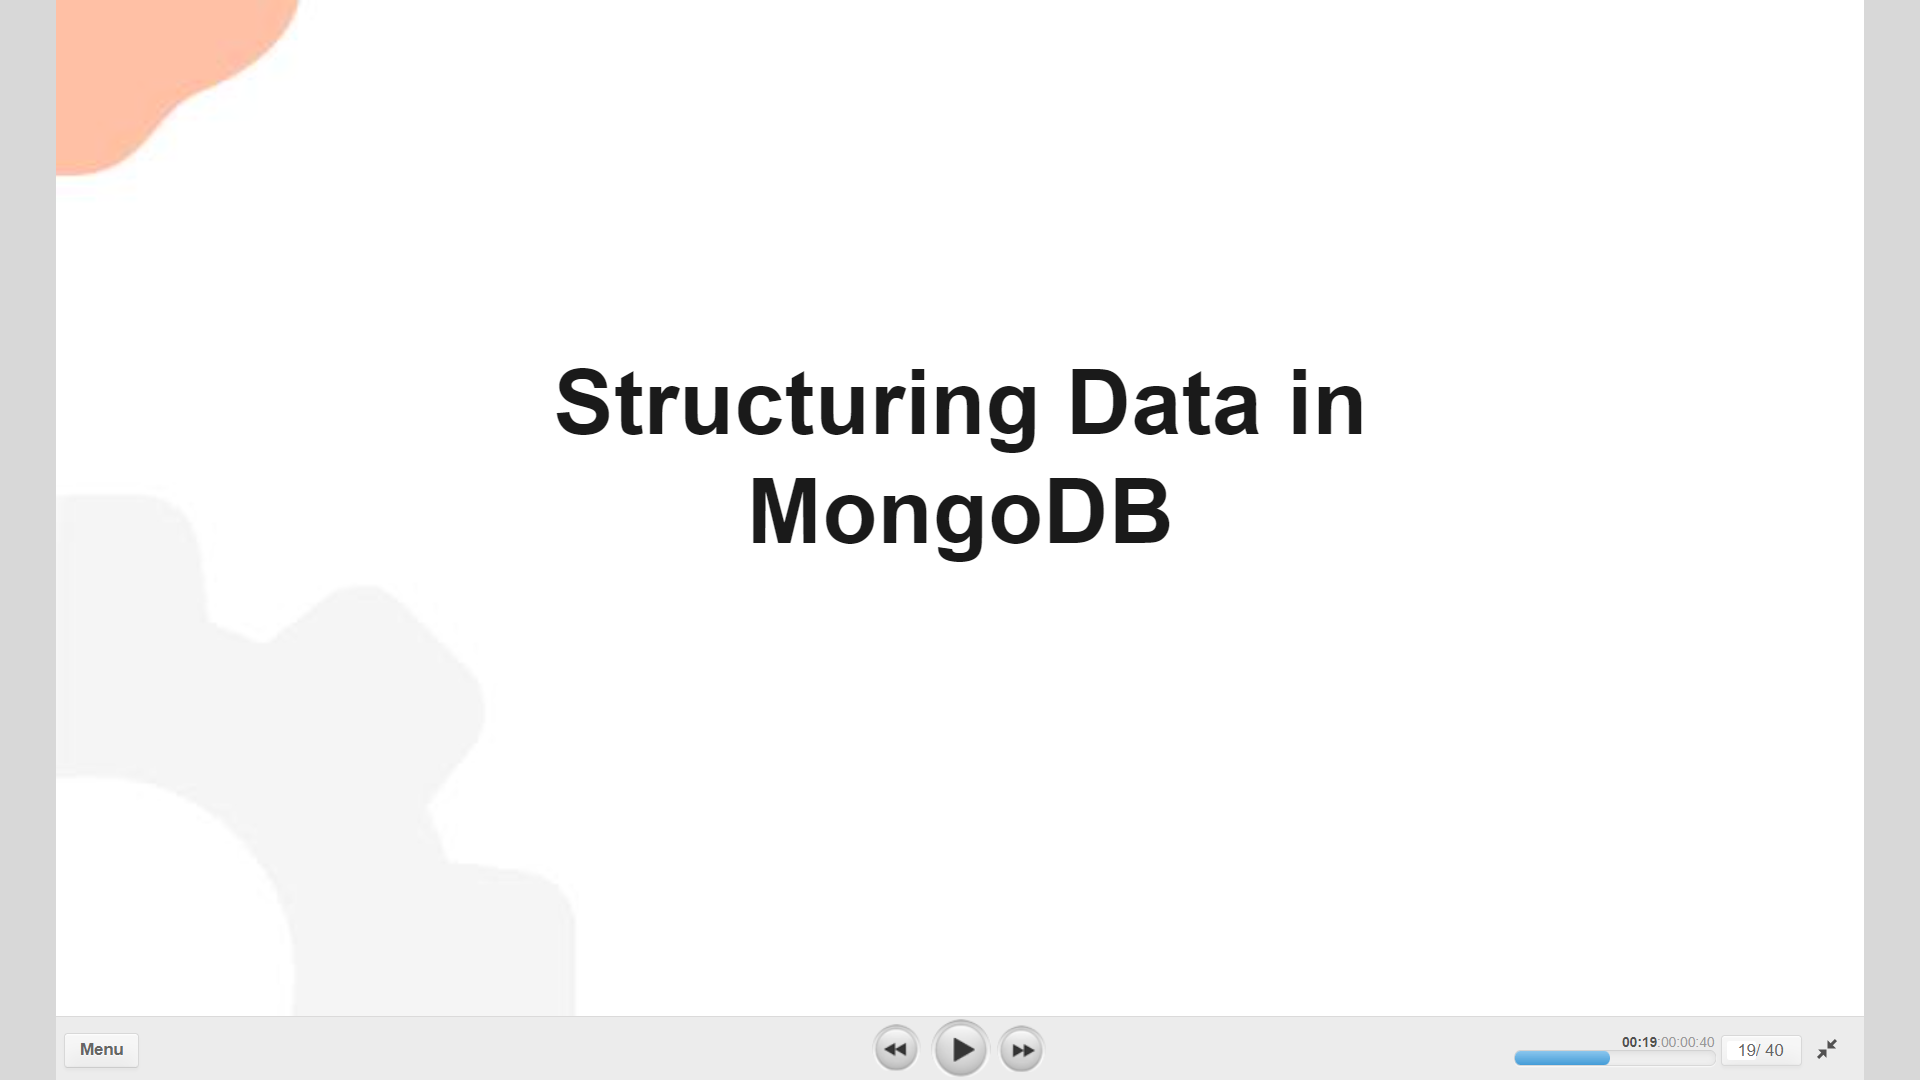 Structuring Data in
MongoDB
Menu
00:19:00:00:40
19/ 40